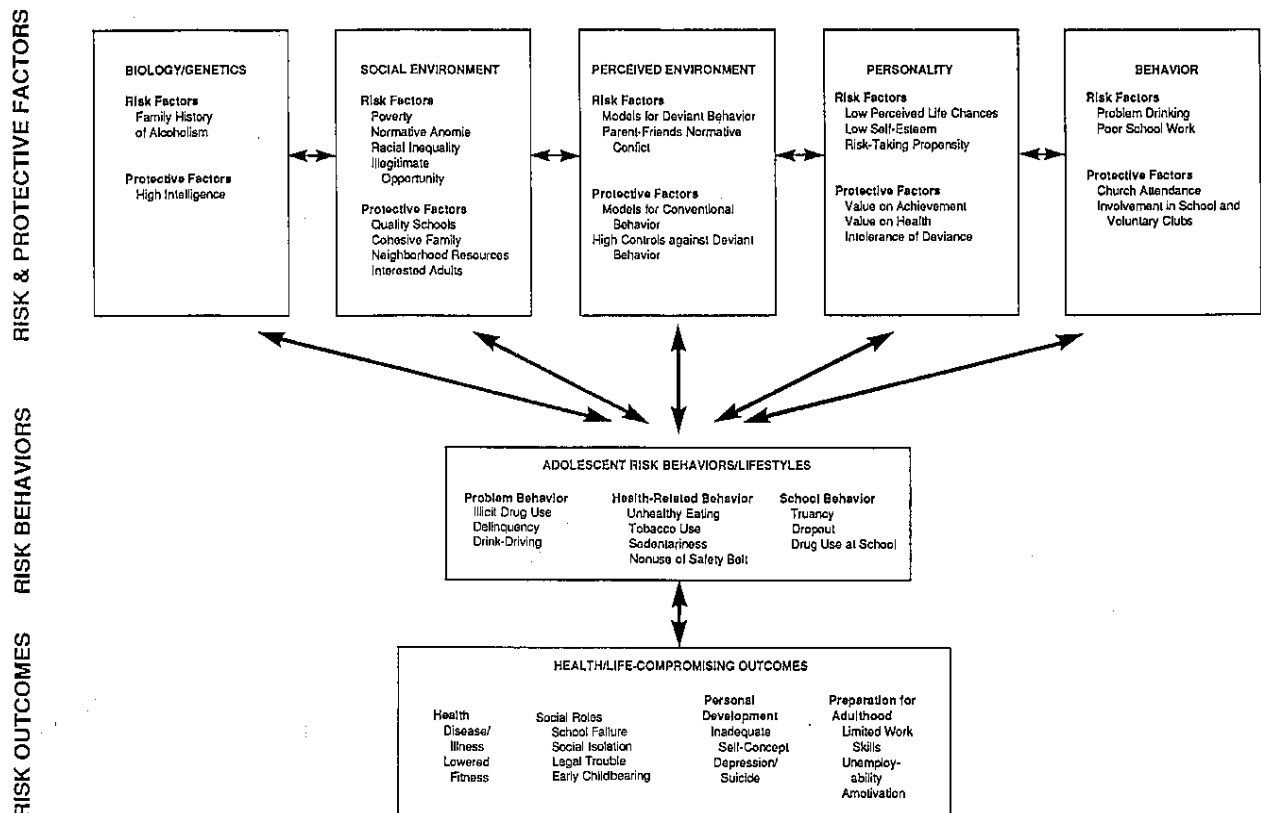 RISK & PROTECTIVE FACTORS
BIOLOGY/GENETICS
Risk Factors
Family History
of Alcoholism
Protective Factors
High Intelligence
SOCIAL ENVIRONMENT
Risk Factors
Poverty
Normative Anomie
Racial Inequality
Illegitimate
Opportunity
Protective Factors
Quality Schools
Cohesive Family
Neighborhood Resources
Interested Adults
PERCEIVED ENVIRONMENT
Risk Factors
Models for Deviant Behavior
Parent-Friends Normative
Conflict
Protective Factors
Models for Conventional
Behavior
High Controls against Deviant
Behavior
PERSONALITY
Risk Factors
Low Perceived Life Chances
Low Self-Esteem
Risk-Taking Propensity
Protective Factors
Value on Achievement
Value on Health
Intolerance of Deviance
BEHAVIOR
Risk Factors
Problem Drinking
Poor School Work
Protective Factors
Church Attendance
Involvement in School and
Voluntary Clubs
RISK BEHAVIORS
ADOLESCENT RISK BEHAVIORS/LIFESTYLES
Problem Behavior
Illicit Drug Use
Delinquency
Drink-Driving
Health-Related Behavior
Unhealthy Eating
Tobacco Use
Sedentariness
Nonuse of Safety Belt
School Behavior
Truancy
Dropout
Drug Use at School
RISK OUTCOMES
HEALTH/LIFE-COMPROMISING OUTCOMES
Health
Disease/
Illness
Lowered
Fitness
Social Roles
School Failure
Social Isolation
Legal Trouble
Early Childbearing
Personal
Development
Inadequate
Self-Concept
Depression/
Suicide
Preparation for
Adulthood
Limited Work
Skills
Unemploy-
ability
Amotivation